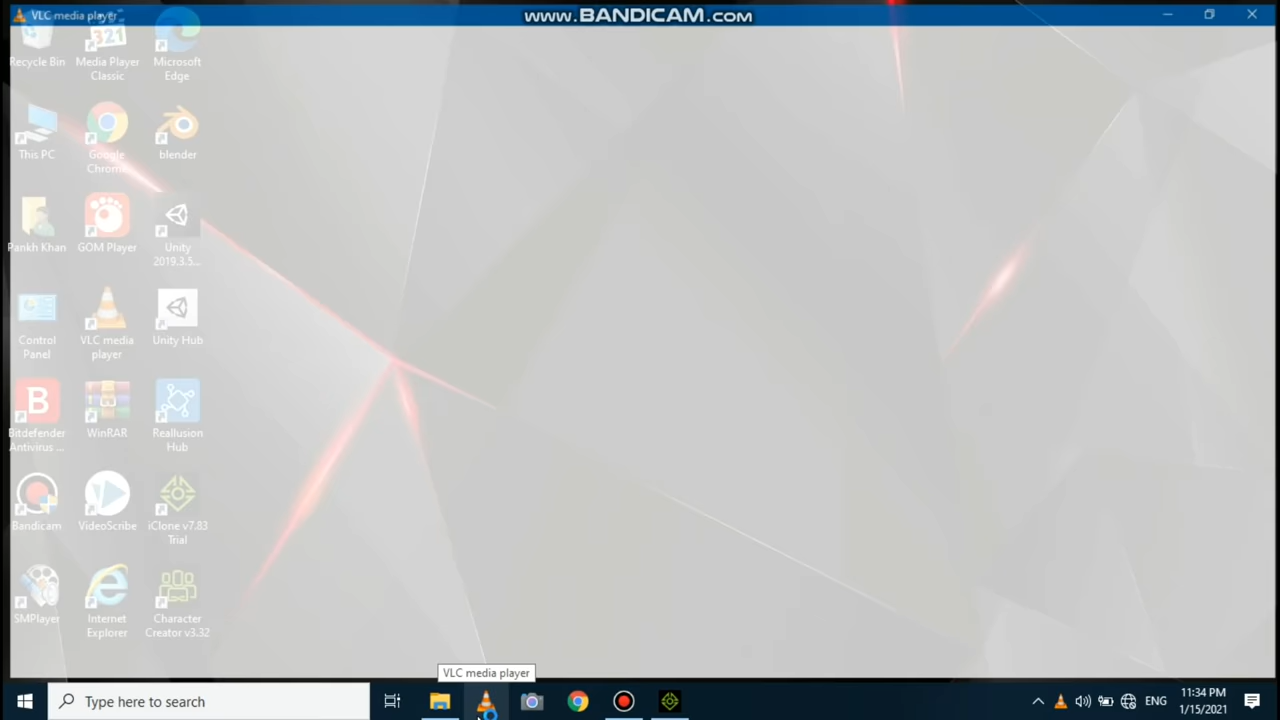 VLC media player
www.BANDICAM.com
Recycle Bin
Media Player
Classic
Microsoft
Edge
This PC
Google
Chrome
blender
Pankh Khan
GOM Player
Unity
2019.3.5...
Control
Panel
VLC media
player
Unity Hub
Bitdefender
Antivirus ...
WinRAR
Reallusion
Hub
Bandicam
VideoScribe
iClone v7.83
Trial
SMPlayer
Internet
Explorer
Character
Creator v3.32
VLC media player
Type here to search
ENG
11:34 PM
1/15/2021